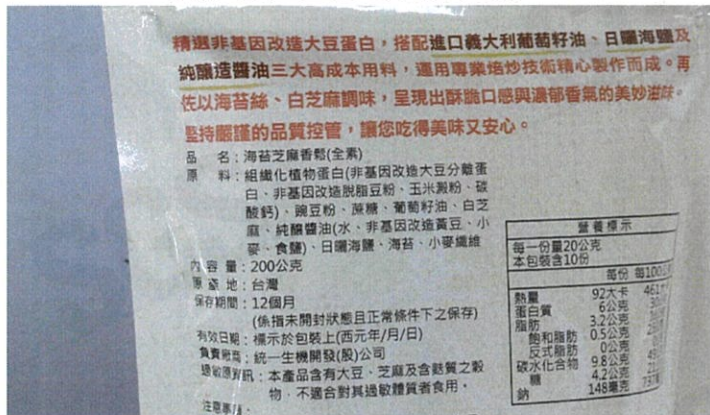 精選非基因改造大豆蛋白，搭配進口義大利葡萄籽油、日曬海鹽及
純釀造醬油三大高成本用料，運用專業焙炒技術精心製作而成。再
佐以海苔絲、白芝麻調味，呈現出酥脆口感與濃郁香氣的美妙滋味。
堅持嚴謹的品質控管，讓您吃得美味又安心。
品　名：海苔芝麻香鬆(全素)
原　料：組織化植物蛋白(非基因改造大豆分離蛋
白、非基因改造脫脂豆粉、玉米澱粉、碳
酸鈣)、豌豆粉、蔗糖、葡萄籽油、白芝
麻、純釀醬油(水、非基因改造黃豆、小
麥、食鹽)、日曬海鹽、海苔、小麥纖維
內 容 量：200公克
原 產 地：台灣
保存期間：12個月
(係指未開封狀態且正常條件下之保存)
有效日期：標示於包裝上(西元年/月/日)
負責廠商：統一生機開發(股)公司
過敏原資訊：本產品含有大豆、芝麻及含麩質之穀
物，不適合對其過敏體質者食用。
注意事項：
營養標示
每一份量20公克
本包裝含10份
每份 每100
熱量 92大卡 461
蛋白質 6公克
脂肪 3.2公克
飽和脂肪 0.5公克
反式脂肪 0公克
碳水化合物 9.8公克
糖 4.2公克
鈉 148毫克